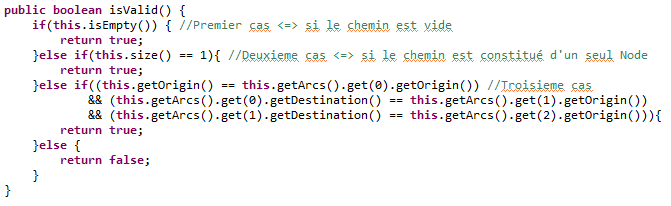 public boolean isValid() {
    if(this.isEmpty()) { //Premier cas <=> si le chemin est vide
        return true;
    }else if(this.size() == 1){ //Deuxieme cas <=> si le chemin est constitué d'un seul Node
        return true;
    }else if((this.getOrigin() == this.getArcs().get(0).getOrigin()) //Troisieme cas
            && (this.getArcs().get(0).getDestination() == this.getArcs().get(1).getOrigin())
            && (this.getArcs().get(1).getDestination() == this.getArcs().get(2).getOrigin())){
        return true;
    }else {
        return false;
    }
}